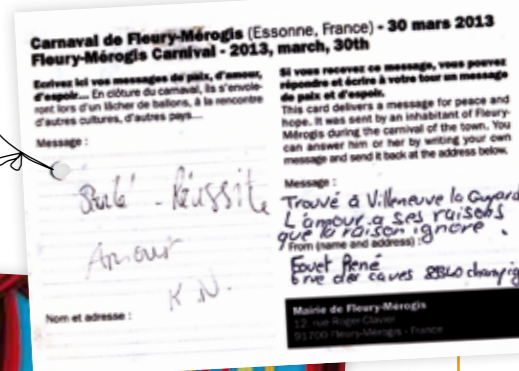 Carnaval de Fleury-Mérogis (Essonne, France) - 30 mars 2013
Fleury-Mérogis Carnival - 2013, march, 30th
Ecrivez ici vos messages de paix, d'amour,
d'espoir... En clôture du carnaval, ils s'envole-
ront lors d'un lâcher de ballons, à la rencontre
d'autres cultures, d'autres pays...
Message :
Santé - Réussite
Amour
K N.
Nom et adresse :
Si vous recevez ce message, vous pouvez
répondre et écrire à votre tour un message
de paix et d'espoir.
This card delivers a message for peace and
hope. It was sent by an inhabitant of Fleury-
Mérogis during the carnival of the town. You
can answer him or her by writing your own
message and send it back at the address below.
Message :
Trouvé à Villeneuve la Guyard
L'amour a ses raisons
que la raison ignore.
From (name and address) :
Fouet René
6 rue des caves 89340 champig
Mairie de Fleury-Mérogis
12, rue Roger Clavier
91700 Fleury-Mérogis - France